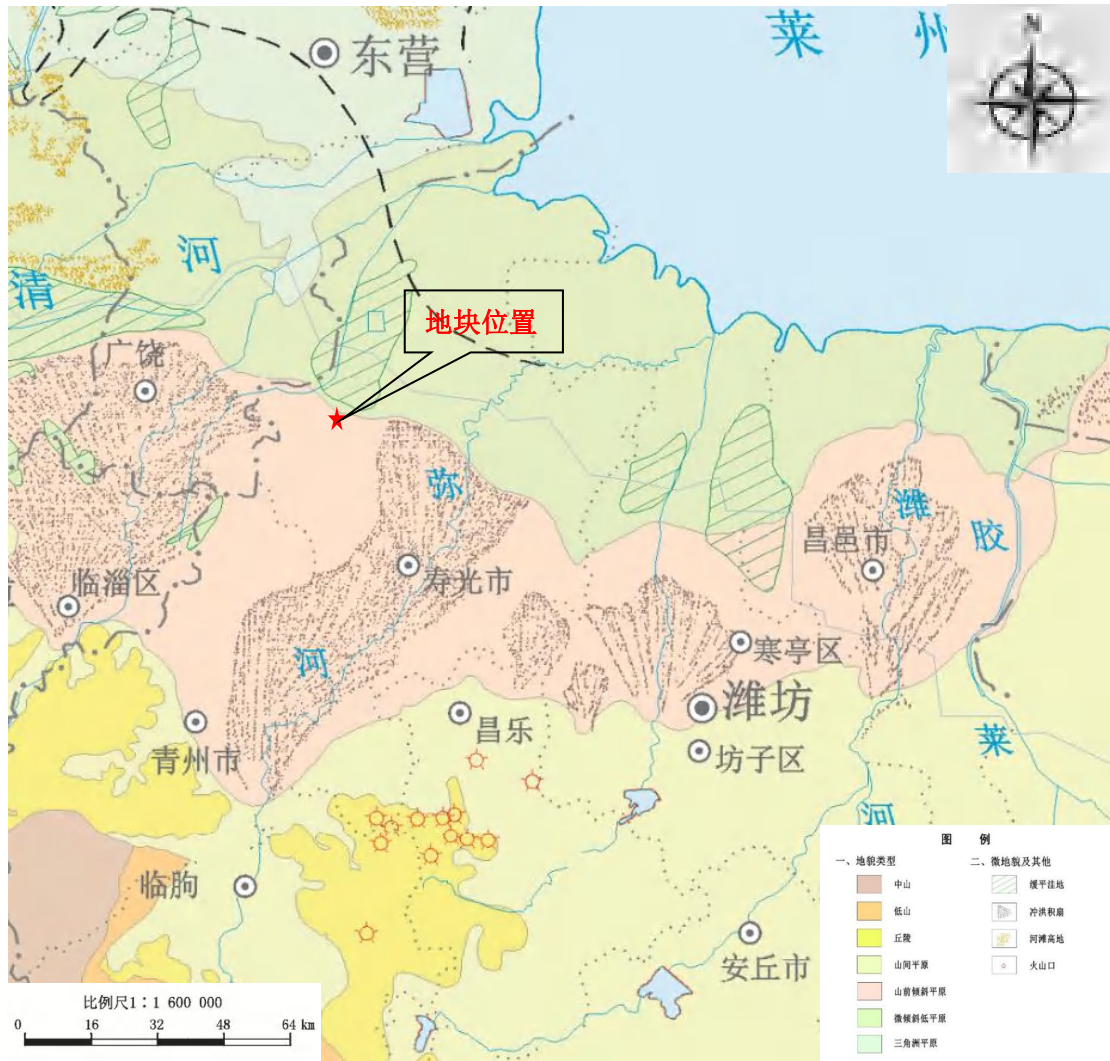 东营
莱 州
N
河
清
地块位置
广饶
弥
潍
胶
昌邑市
寿光市
临淄区
河
寒亭区
潍坊
昌乐
坊子区
青州市
莱
河
临朐
安丘市
图 例
一、地貌类型
二、微地貌及其他
中山
缓平洼地
低山
冲洪积扇
丘陵
河滩高地
山间平原
火山口
山前倾斜平原
微倾斜低平原
三角洲平原
比例尺1：1 600 000
0 16 32 48 64 km